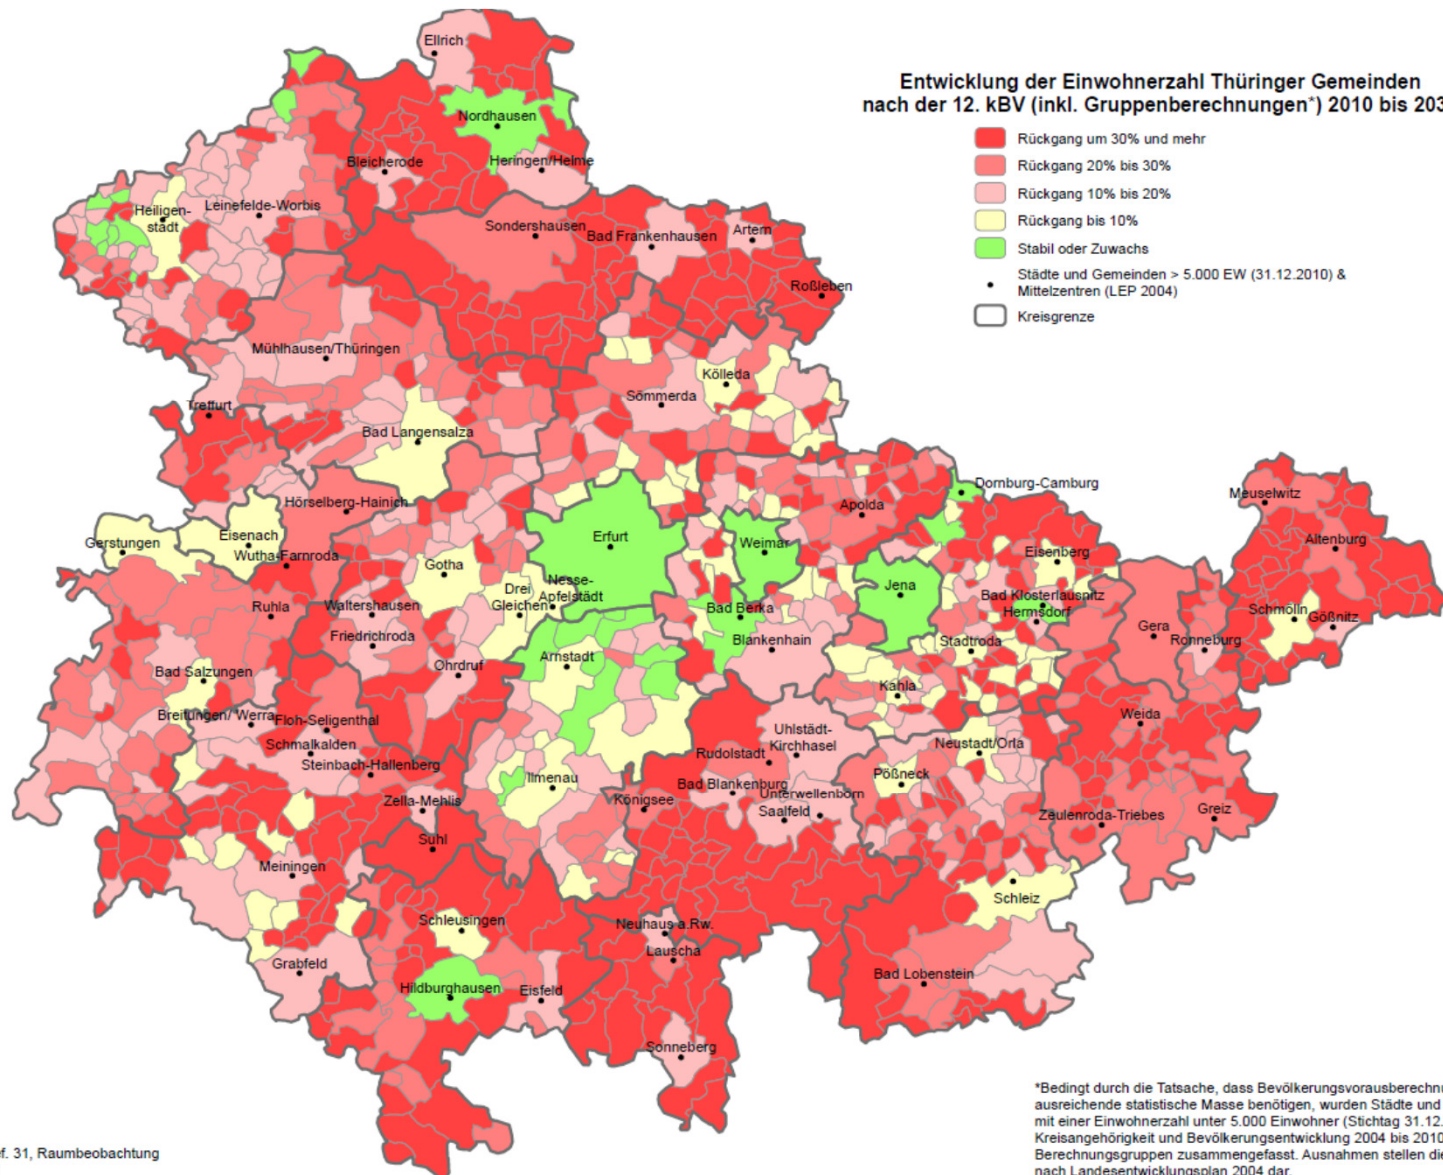 Entwicklung der Einwohnerzahl Thüringer Gemeinden
nach der 12. kBV (inkl. Gruppenberechnungen*) 2010 bis 203
Rückgang um 30% und mehr
Rückgang 20% bis 30%
Rückgang 10% bis 20%
Rückgang bis 10%
Stabil oder Zuwachs
Städte und Gemeinden > 5.000 EW (31.12.2010) &
Mittelzentren (LEP 2004)
Kreisgrenze
Ellrich
Nordhausen
Bleicherode
Heringen/Helme
Heiligen-
stadt
Leinefelde-Worbis
Sondershausen
Bad Frankenhausen
Artern
Roßleben
Mühlhausen/Thüringen
Kölleda
Sömmerda
Treffurt
Bad Langensalza
Hörselberg-Hainich
Apolda
Dornburg-Camburg
Meuselwitz
Gerstungen
Eisenach
Wutha-Farnroda
Erfurt
Weimar
Eisenberg
Altenburg
Gotha
Drei
Gleichen
Nesse-
Apfelstädt
Jena
Bad Klosterlausnitz
Hermsdorf
Ruhla
Waltershausen
Friedrichroda
Bad Berka
Blankenhain
Stadtroda
Gera
Ronneburg
Schmölln
Gößnitz
Ohrdruf
Arnstadt
Bad Salzungen
Kahla
Breitungen/ Werra
Floh-Seligenthal
Schmalkalden
Steinbach-Hallenberg
Uhlstädt-
Kirchhasel
Rudolstadt
Neustadt/Orla
Weida
Ilmenau
Bad Blankenburg
Unterwellenborn
Saalfeld
Pößneck
Zella-Mehlis
Königsee
Zeulenroda-Triebes
Greiz
Suhl
Meiningen
Schleiz
Schleusingen
Neuhaus a.Rw.
Lauscha
Grabfeld
Hildburghausen
Eisfeld
Bad Lobenstein
Sonneberg
ef. 31, Raumbeobachtung
*Bedingt durch die Tatsache, dass Bevölkerungsvorausberechnu
ausreichende statistische Masse benötigen, wurden Städte und
mit einer Einwohnerzahl unter 5.000 Einwohner (Stichtag 31.12.
Kreisangehörigkeit und Bevölkerungsentwicklung 2004 bis 2010
Berechnungsgruppen zusammengefasst. Ausnahmen stellen die
nach Landesentwicklungsplan 2004 dar.